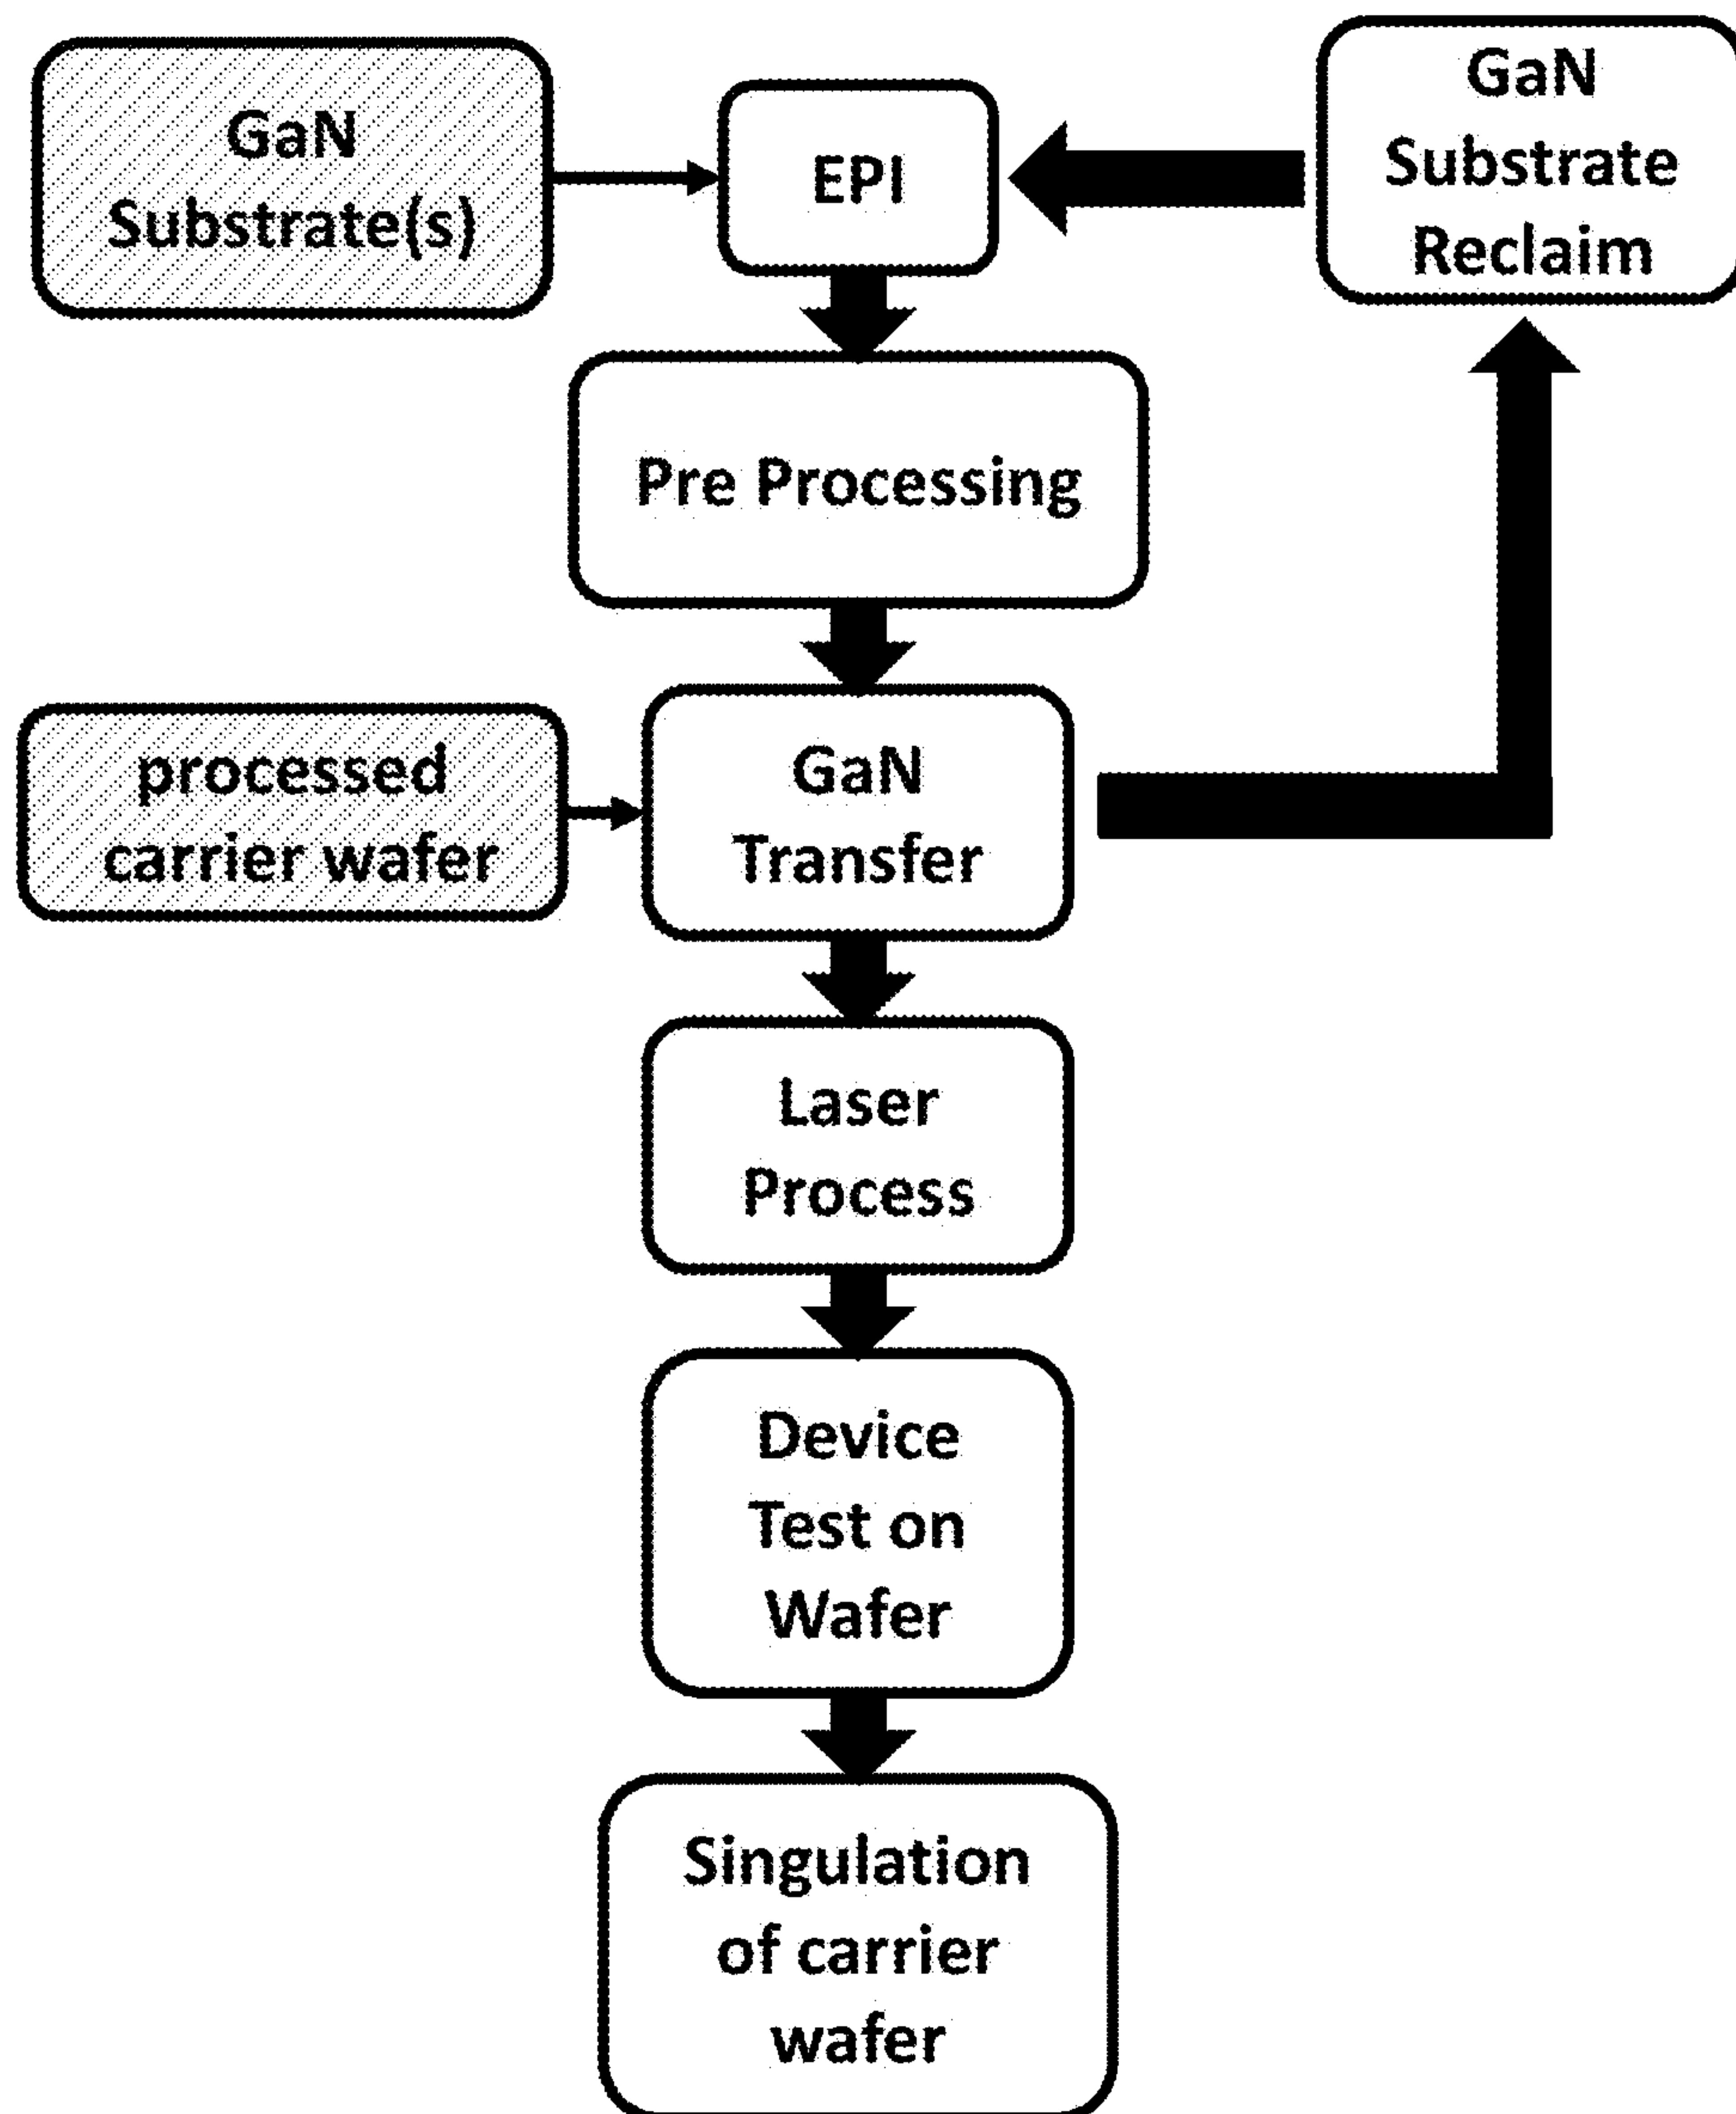 GaN
Substrate(s)
EPI
GaN
Substrate
Reclaim
Pre Processing
processed
carrier wafer
GaN
Transfer
Laser
Process
Device
Test on
Wafer
Singulation
of carrier
wafer